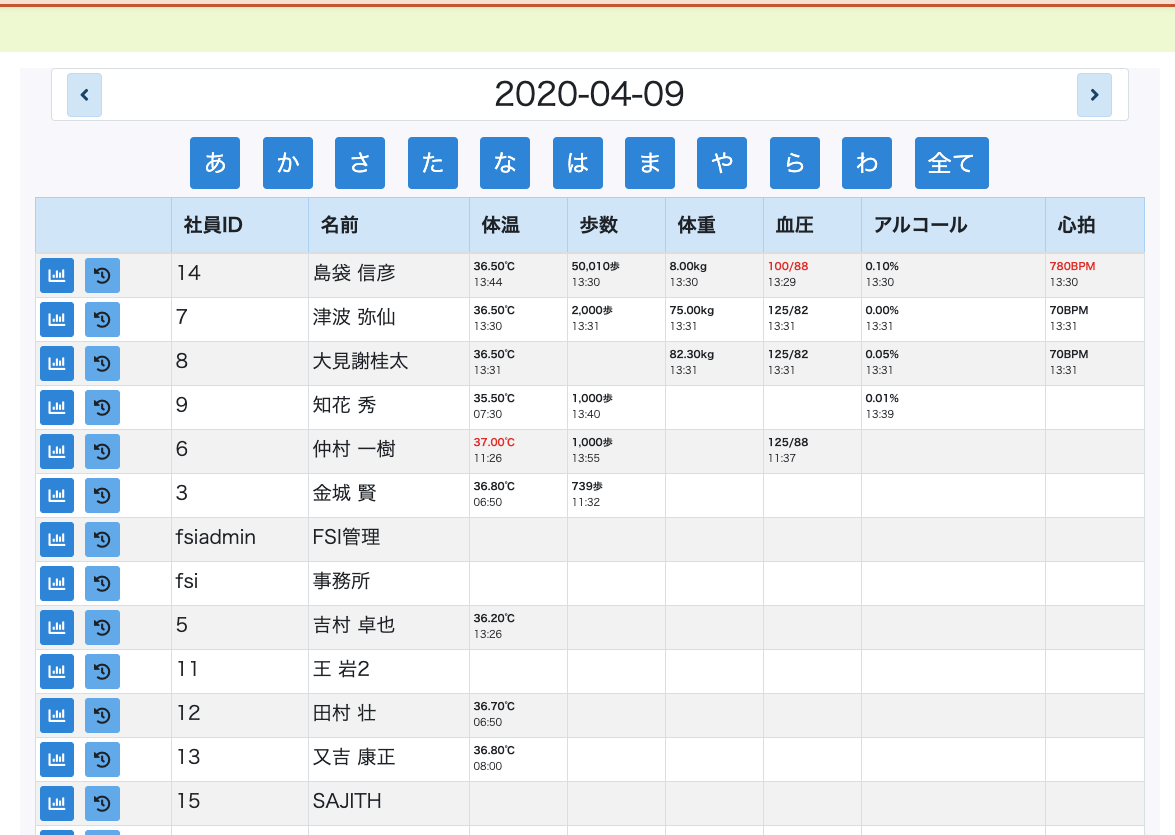 2020-04-09
あ か さ た な は ま や ら わ 全て
社員ID 名前 体温 歩数 体重 血圧 アルコール 心拍
14 島袋 信彦 36.50℃ 50,010歩 8.00kg 100/88 0.10% 780BPM
13:44 13:30 13:30 13:29 13:30 13:30
7 津波 弥仙 36.50℃ 2,000歩 75.00kg 125/82 0.00% 70BPM
13:30 13:31 13:31 13:31 13:31 13:31
8 大見謝桂太 36.50℃ 82.30kg 125/82 0.05% 70BPM
13:31 13:31 13:31 13:31 13:31
9 知花 秀 35.50℃ 1,000歩 0.01%
07:30 13:40 13:39
6 仲村 一樹 37.00℃ 1,000歩 125/88
11:26 13:55 11:37
3 金城 賢 36.80℃ 739歩
06:50 11:32
fsiadmin FSI管理
fsi 事務所
5 吉村 卓也 36.20℃
13:26
11 王 岩2
12 田村 壮 36.70℃
06:50
13 又吉 康正 36.80℃
08:00
15 SAJITH